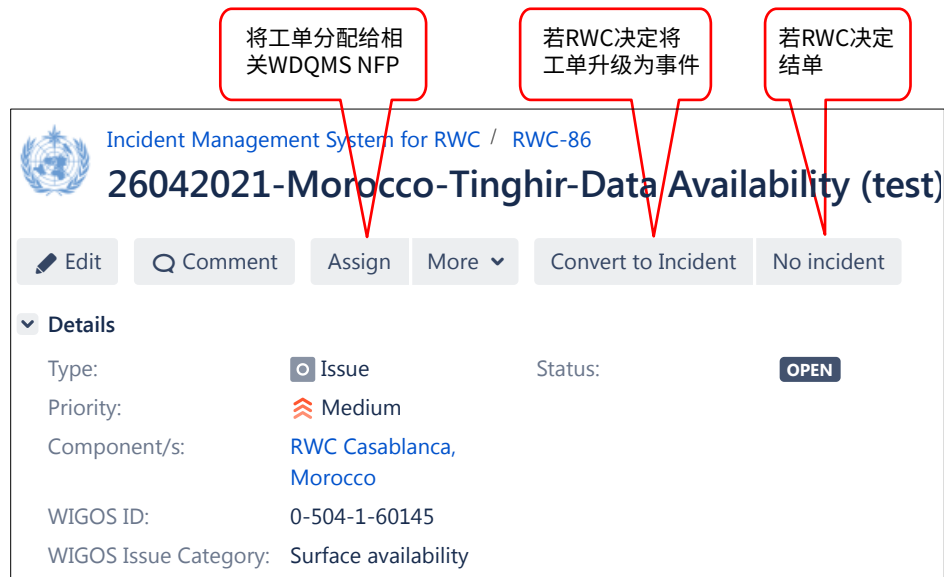 将工单分配给相
关WDQMS NFP
若RWC决定将
工单升级为事件
若RWC决定
结单
Incident Management System for RWC / RWC-86
26042021-Morocco-Tinghir-Data Availability (test)
Edit Comment Assign More Convert to Incident No incident
Details
Type: Issue Status: OPEN
Priority: Medium
Component/s: RWC Casablanca,
Morocco
WIGOS ID: 0-504-1-60145
WIGOS Issue Category: Surface availability